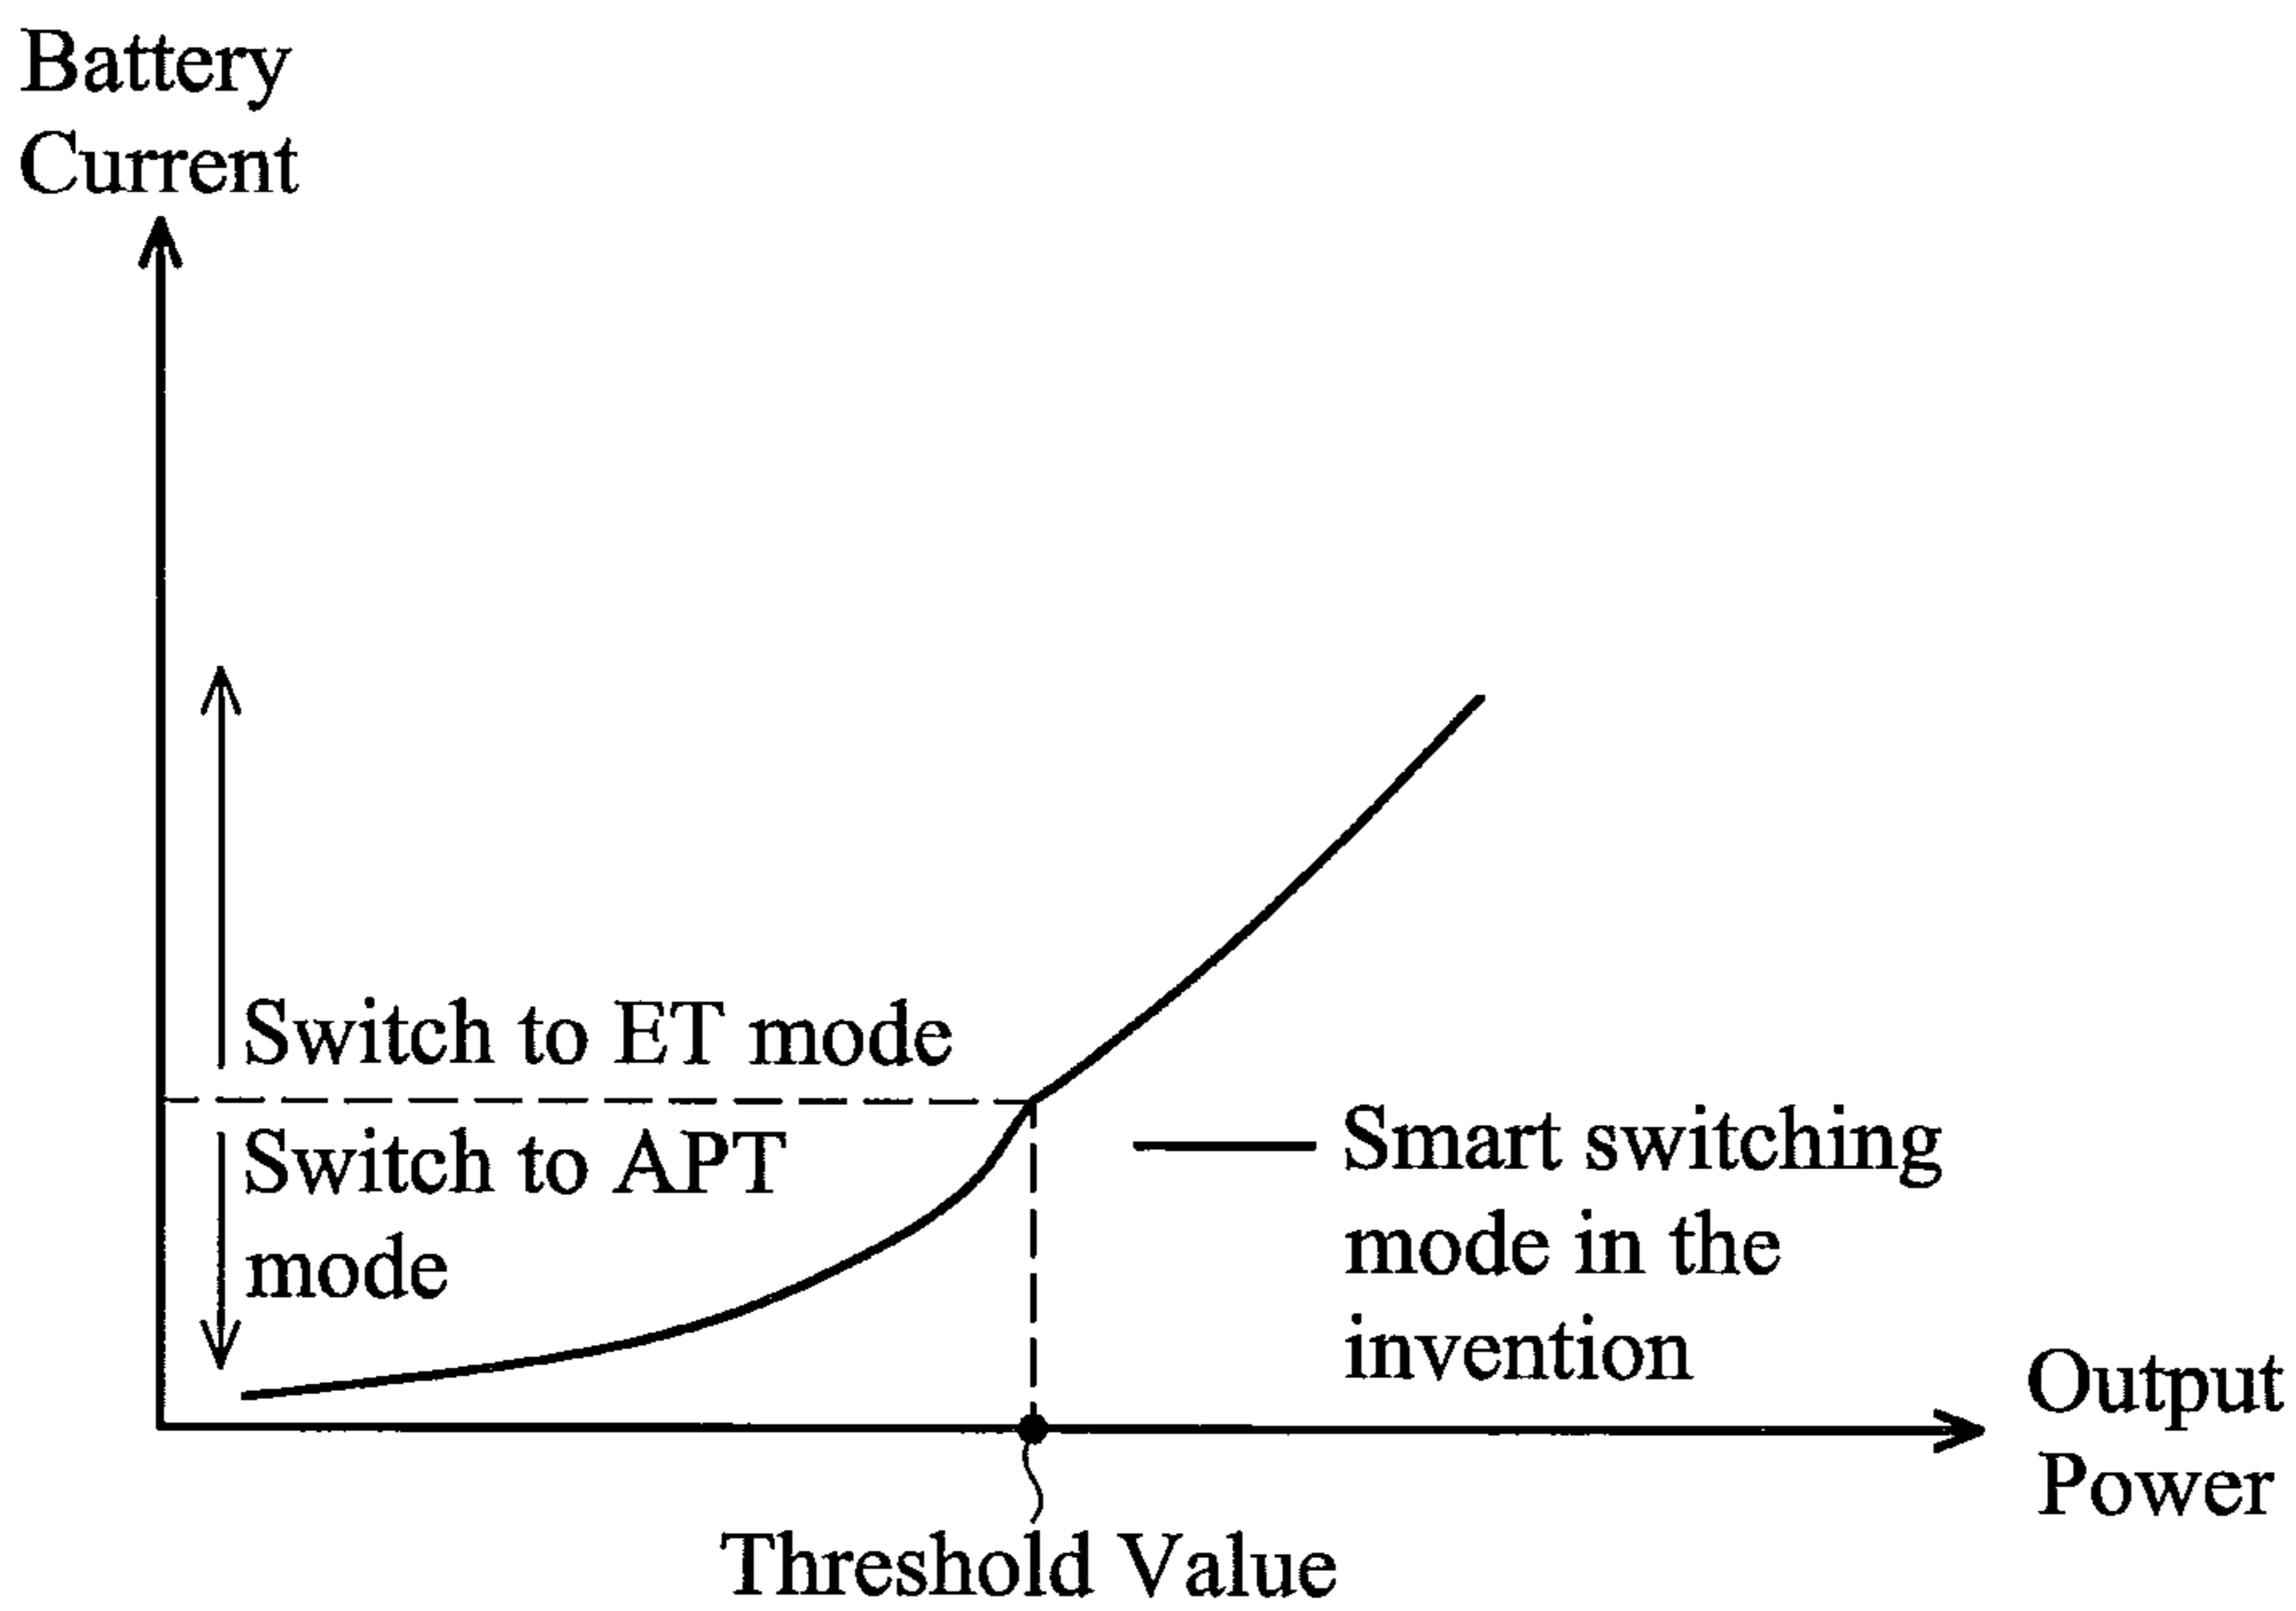 Battery
Current
Switch to ET mode
Switch to APT
mode
Smart switching
mode in the
invention
Output
Power
Threshold Value